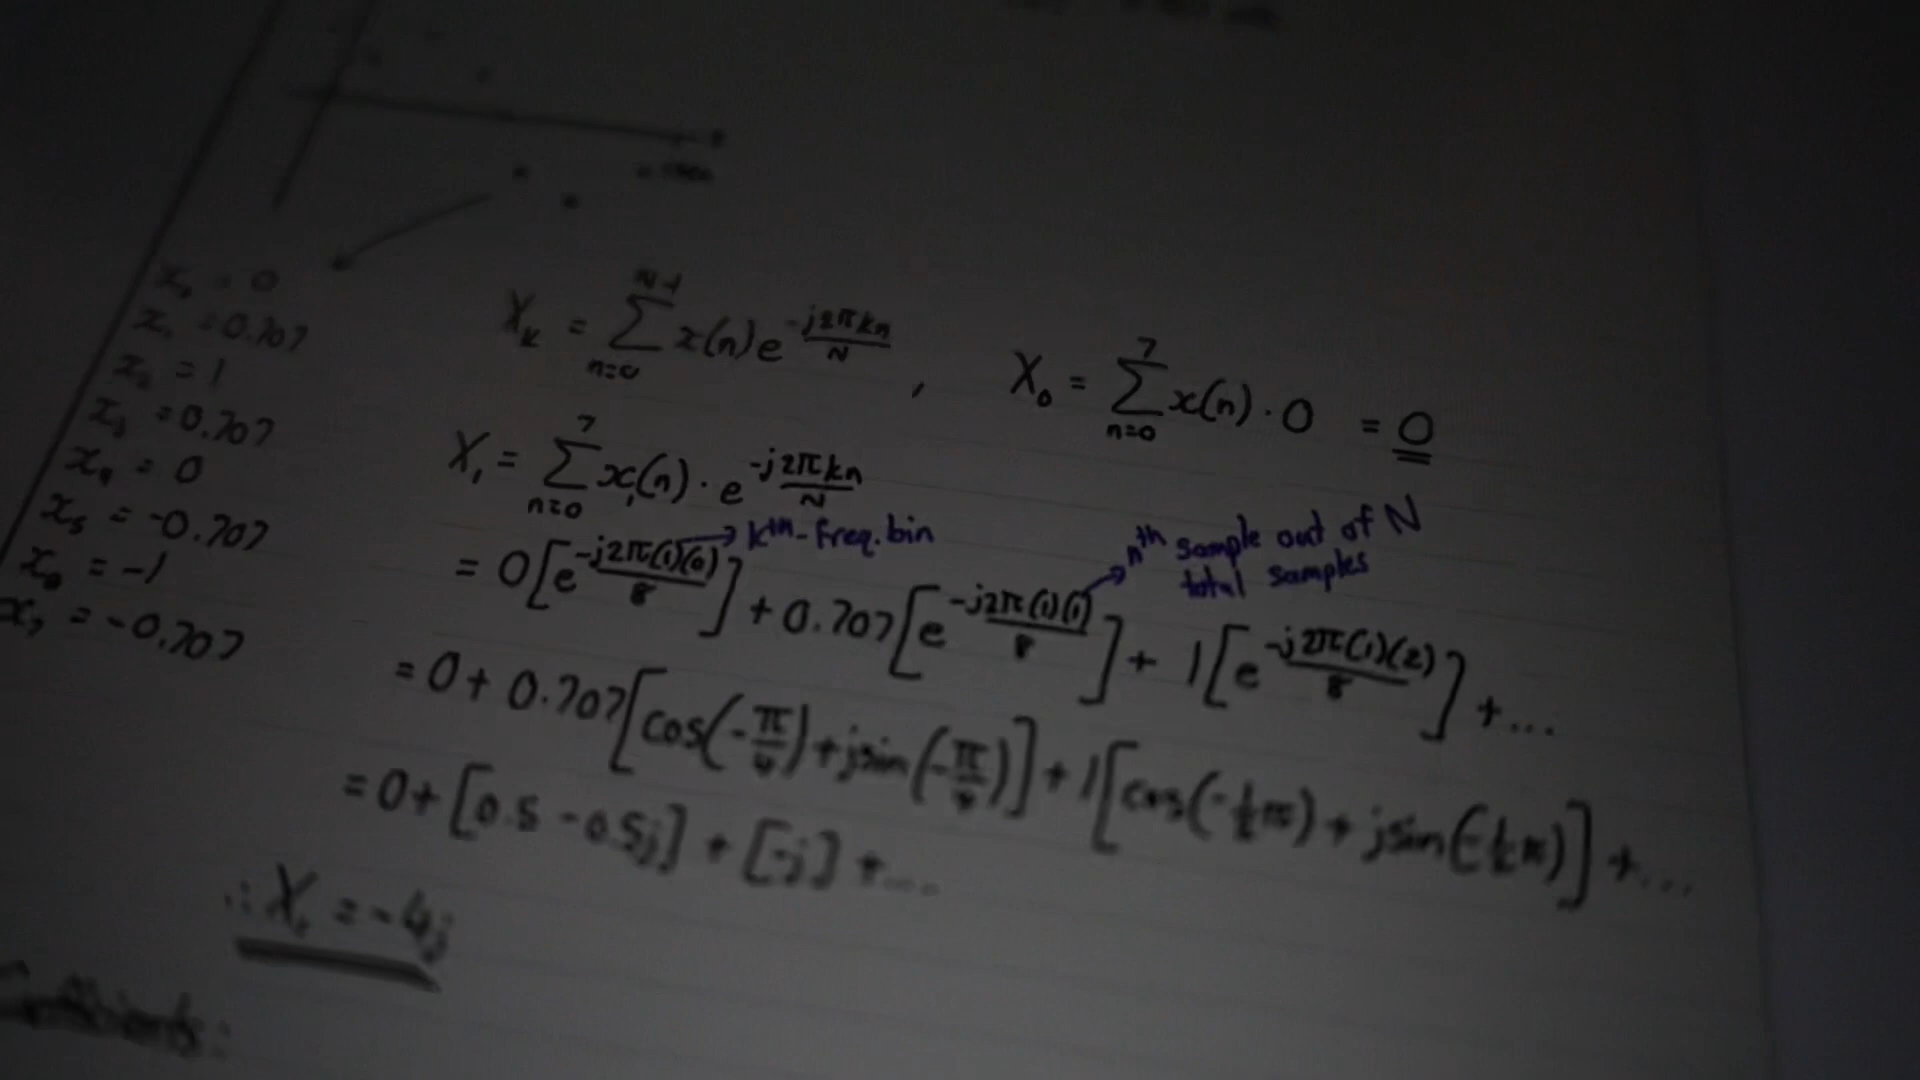 x₀ = 0
x₁ = 0.707
x₂ = 1
x₃ = 0.707
x₄ = 0
x₅ = -0.707
x₆ = -1
x₇ = -0.707
X_k = ∑_{n=0}^{N-1} x(n)e^{-j2πkn/N} , X₀ = ∑_{n=0}^{7} x(n)·0 = 0
X₁ = ∑_{n=0}^{7} x₁(n)·e^{-j2πkn/N}
→ kth-freq.bin
→ nth sample out of N
total samples
= 0[e^{-j2π(1)(0)/8}] + 0.707[e^{-j2π(1)(1)/8}] + 1[e^{-j2π(1)(2)/8}] + ...
= 0 + 0.707[cos(-π/4)+jsin(-π/4)] + 1[cos(-½π) + jsin(-½π)] + ...
= 0 + [0.5 - 0.5j] + [-j] + ...
∴ X₁ = -4j